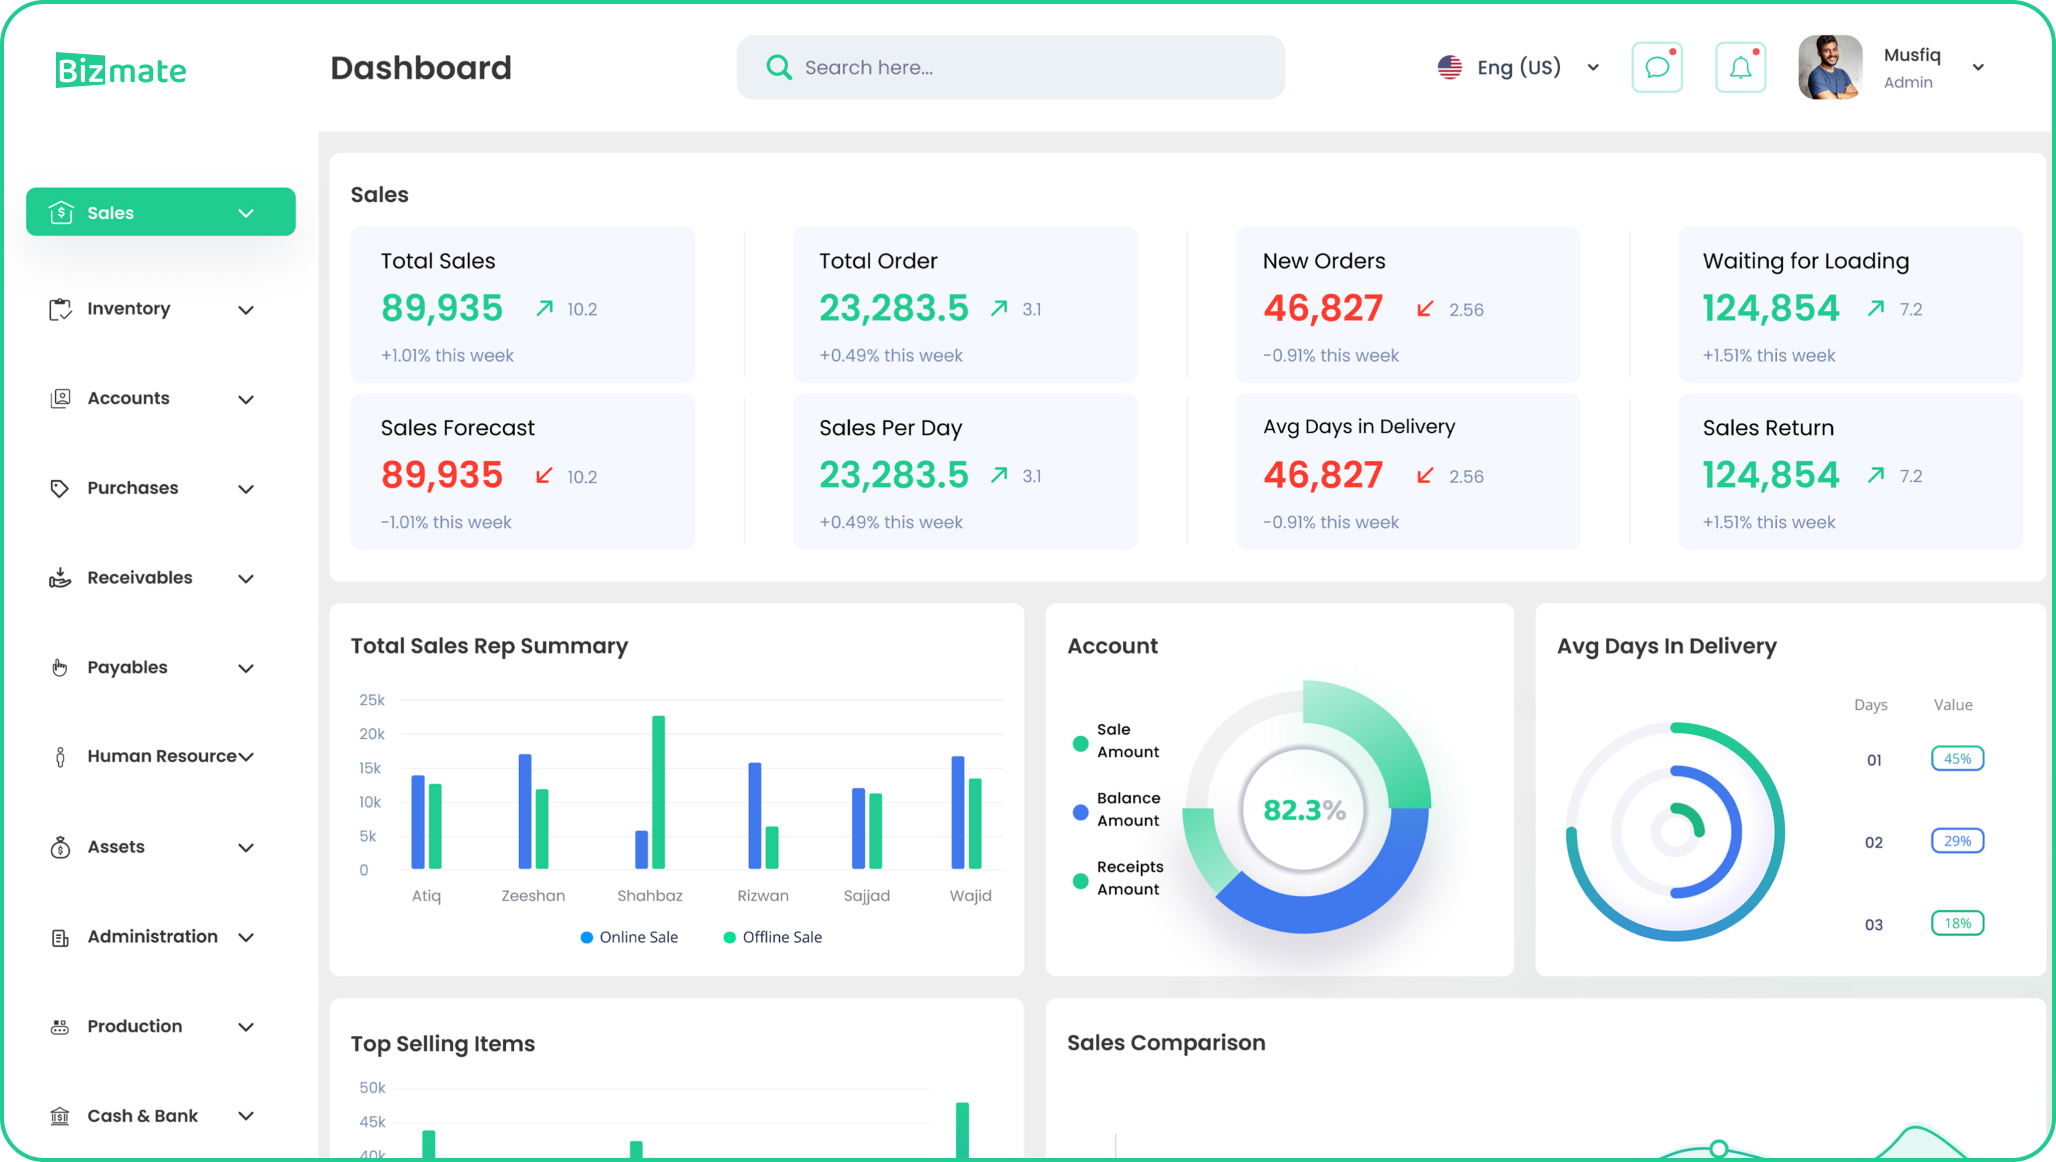 Bizmate
Dashboard
Search here...
Eng (US)
Musfiq
Admin
Sales
Inventory
Accounts
Purchases
Receivables
Payables
Human Resource
Assets
Administration
Production
Cash & Bank
Sales
Total Sales
89,935 10.2
+1.01% this week
Total Order
23,283.5 3.1
+0.49% this week
New Orders
46,827 2.56
-0.91% this week
Waiting for Loading
124,854 7.2
+1.51% this week
Sales Forecast
89,935 10.2
-1.01% this week
Sales Per Day
23,283.5 3.1
+0.49% this week
Avg Days in Delivery
46,827 2.56
-0.91% this week
Sales Return
124,854 7.2
+1.51% this week
Total Sales Rep Summary
25k
20k
15k
10k
5k
0
Atiq Zeeshan Shahbaz Rizwan Sajjad Wajid
Online Sale Offline Sale
Account
Sale
Amount
Balance
Amount
Receipts
Amount
82.3%
Avg Days In Delivery
Days Value
01 45%
02 29%
03 18%
Top Selling Items
50k
45k
40k
Sales Comparison